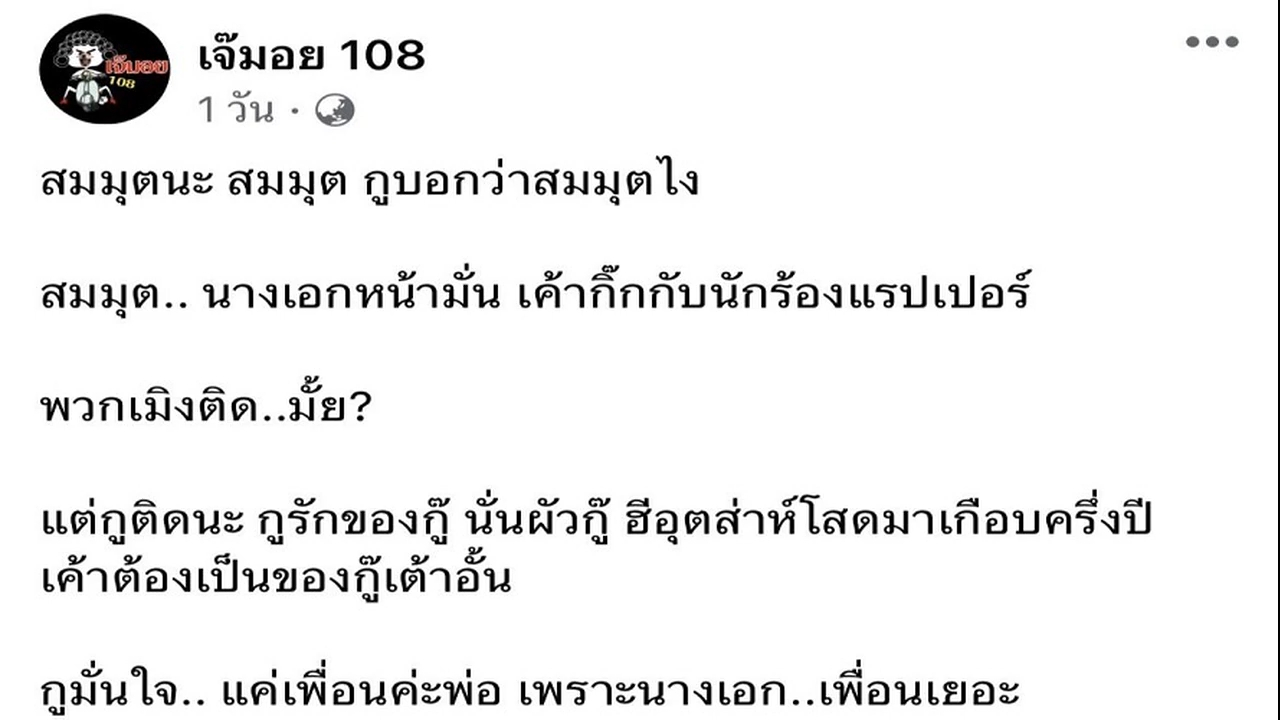 เจ๊มอย 108
เจ๊มอย
108
1 วัน ·
สมมุตนะ สมมุต กูบอกว่าสมมุตไง
สมมุต.. นางเอกหน้ามั่น เค้ากิ๊กกับนักร้องแรปเปอร์
พวกเมิงติด..มั้ย?
แต่กูติดนะ กูรักของกู๊ นั่นผัวกู๊ ฮีอุตส่าห์โสดมาเกือบครึ่งปี
เค้าต้องเป็นของกู๊เต้าอั้น
กูมั่นใจ.. แค่เพื่อนค่ะพ่อ เพราะนางเอก..เพื่อนเยอะ